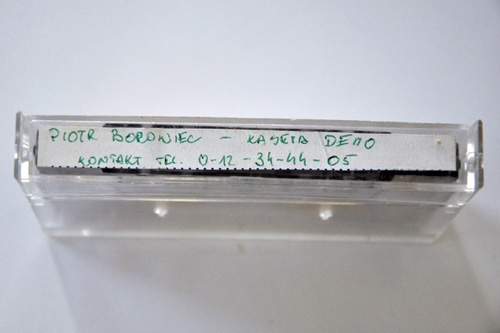 PIOTR BOROWIEC - KASETA DEMO
KONTAKT TEL. 0-12-34-44-05